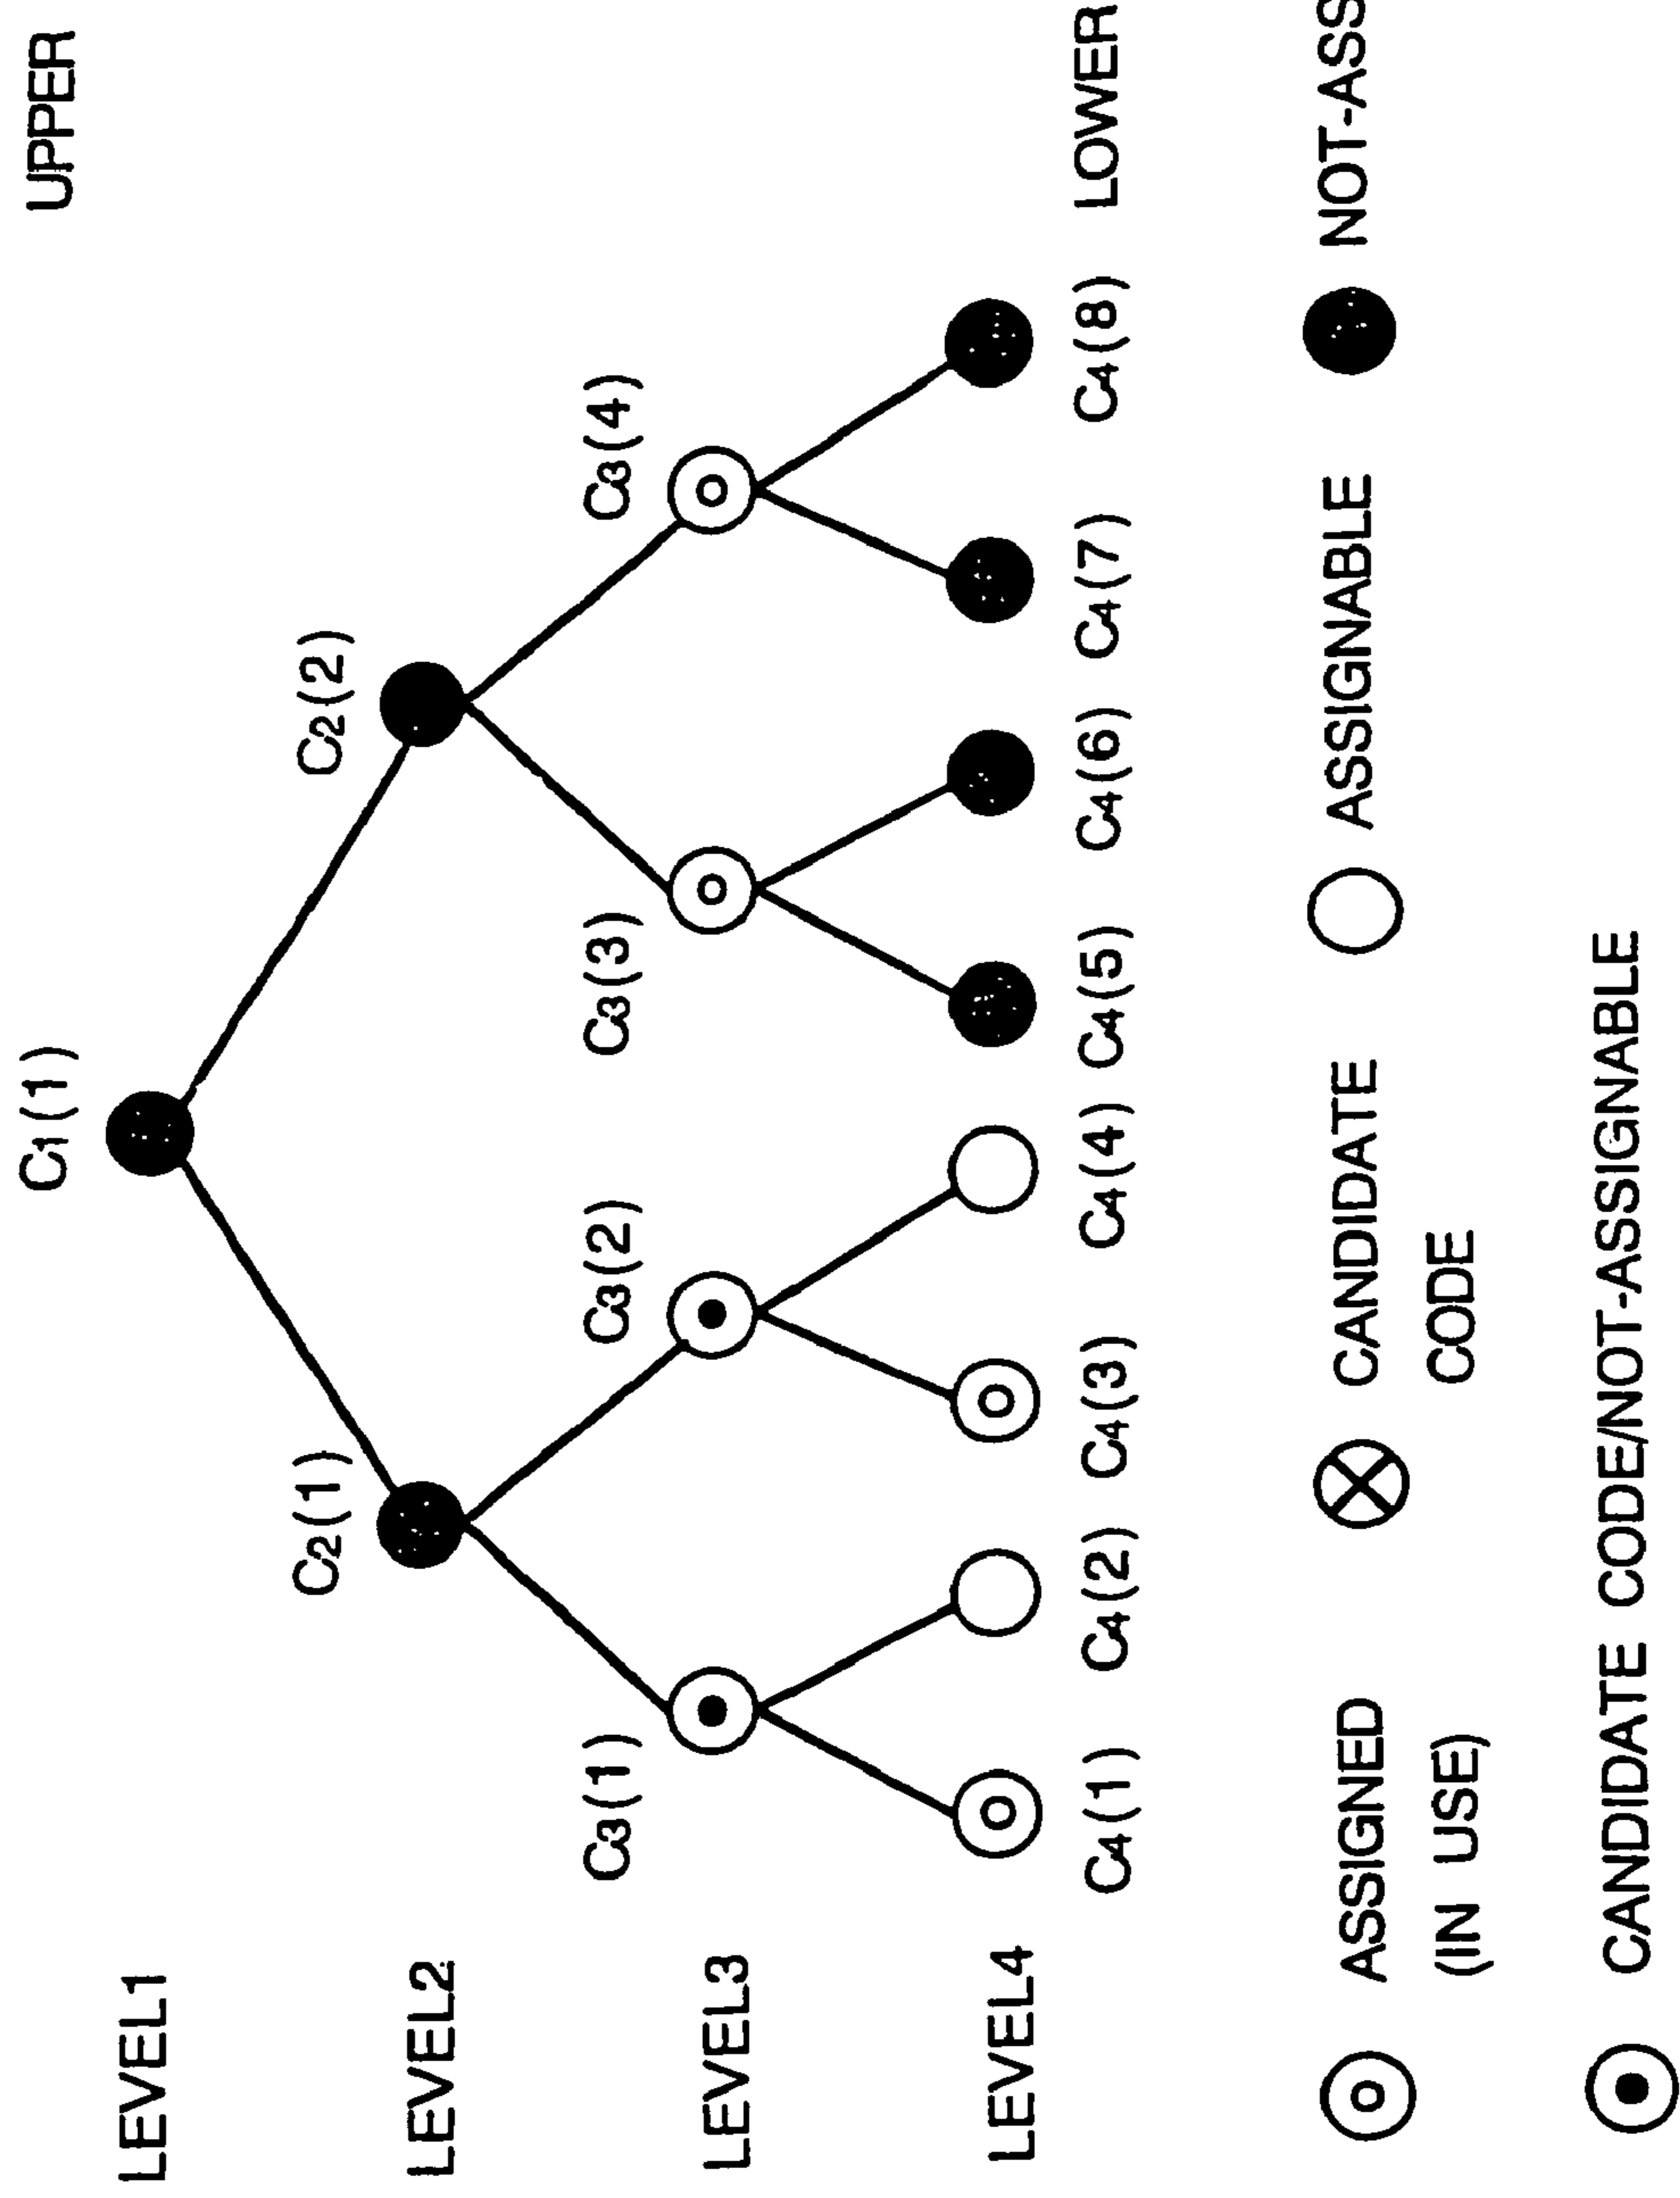 UPPER
C1(1)
LEVEL1
C2(1) C2(2)
LEVEL2
C3(1) C3(2) C3(3) C3(4)
LEVEL3
LEVEL4
C4(1) C4(2) C4(3) C4(4) C4(5) C4(6) C4(7) C4(8) LOWER
ASSIGNED CANDIDATE ASSIGNABLE NOT-ASS
(IN USE) CODE
CANDIDATE CODE/NOT-ASSIGNABLE